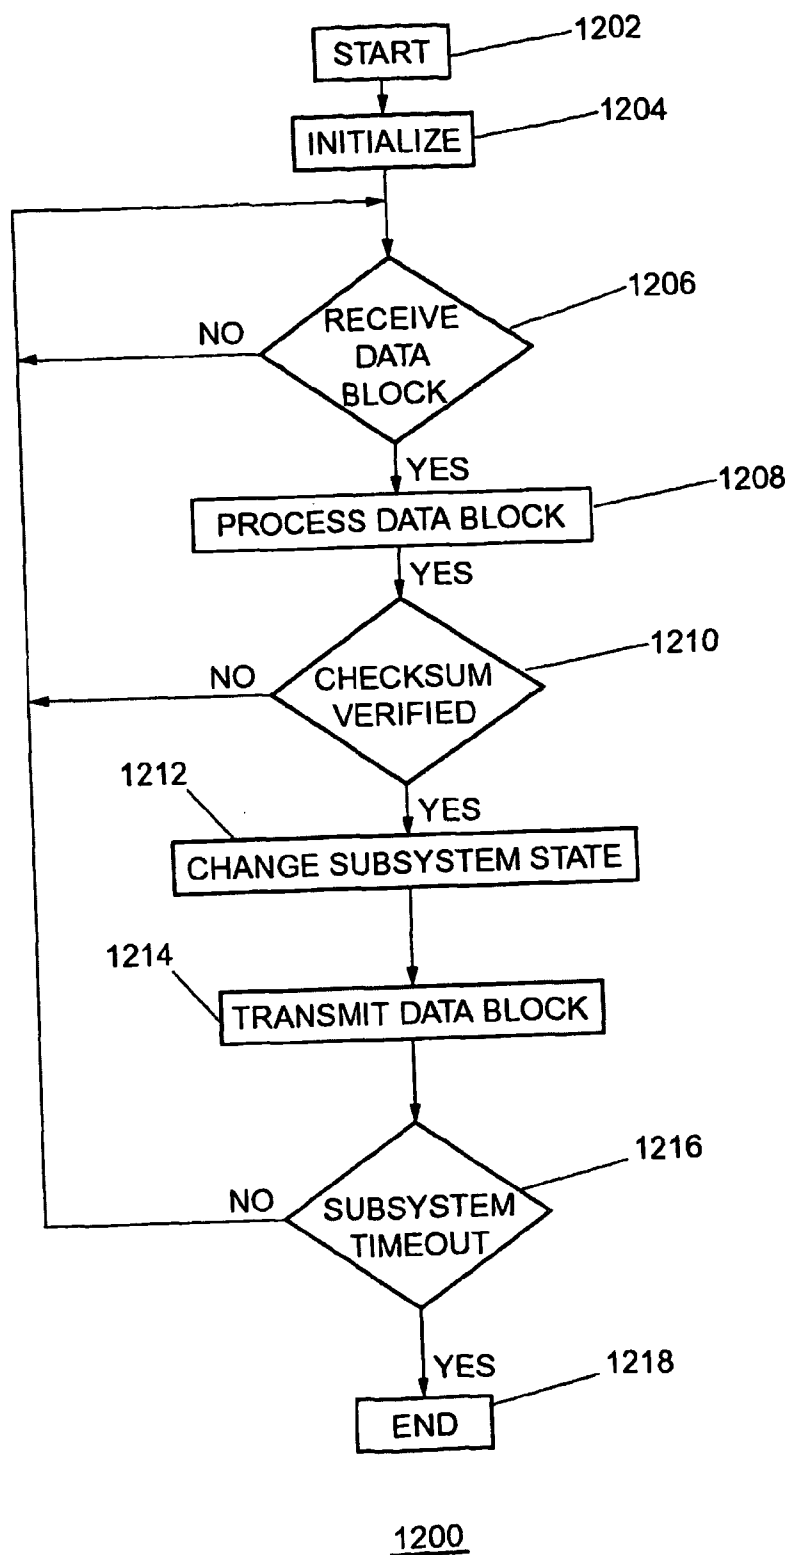 START
1202
INITIALIZE
1204
RECEIVE
DATA
BLOCK
1206
NO
YES
PROCESS DATA BLOCK
1208
YES
CHECKSUM
VERIFIED
1210
NO
YES
1212
CHANGE SUBSYSTEM STATE
1214
TRANSMIT DATA BLOCK
1216
NO
SUBSYSTEM
TIMEOUT
YES
1218
END
1200